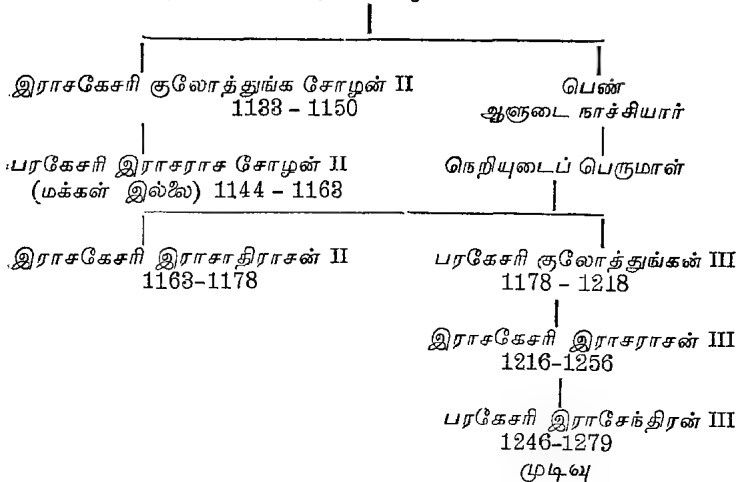 இராசகேசரி குலோத்துங்க சோழன் II
1133 - 1150
பெண்
ஆளுடை நாச்சியார்
பரகேசரி இராசராச சோழன் II
(மக்கள் இல்லை) 1144 - 1163
நெறியுடைப் பெருமாள்
இராசகேசரி இராசாதிராசன் II
1163-1178
பரகேசரி குலோத்துங்கன் III
1178 - 1218
இராசகேசரி இராசராசன் III
1216-1256
பரகேசரி இராசேந்திரன் III
1246-1279
முடிவு